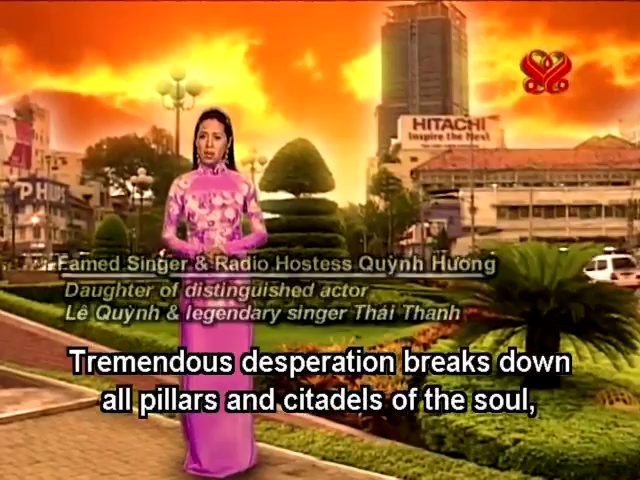 HITACHI
Inspire the Next
PHILIPS
Famed Singer & Radio Hostess Quỳnh Hương
Daughter of distinguished actor
Lê Quỳnh & legendary singer Thái Thanh
Tremendous desperation breaks down
all pillars and citadels of the soul,